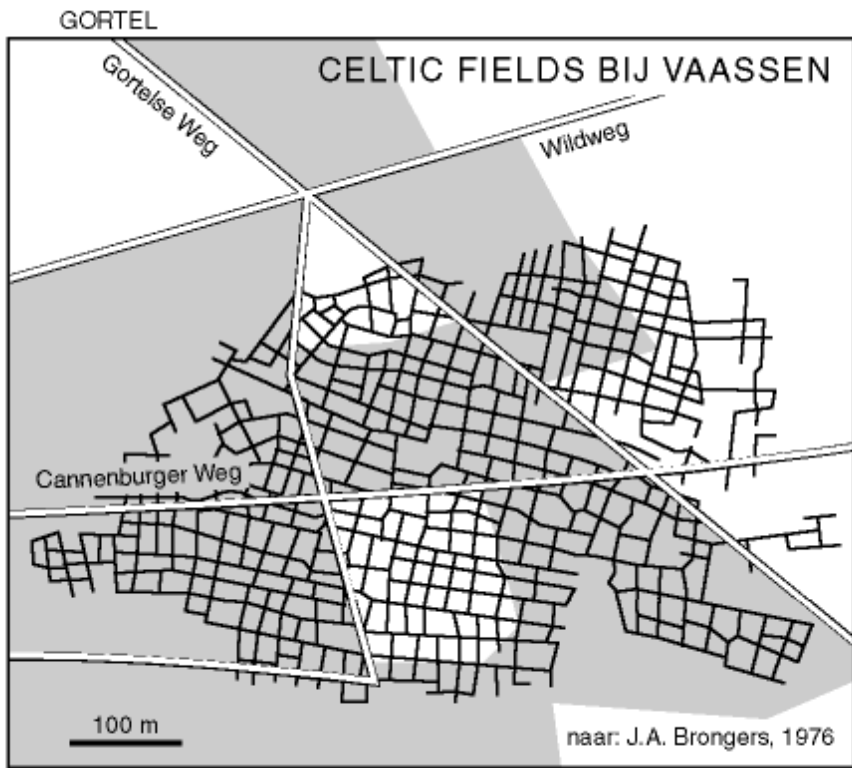 GORTEL
CELTIC FIELDS BIJ VAASSEN
Gortelse Weg
Wildweg
Cannenburger Weg
100 m
naar: J.A. Brongers, 1976